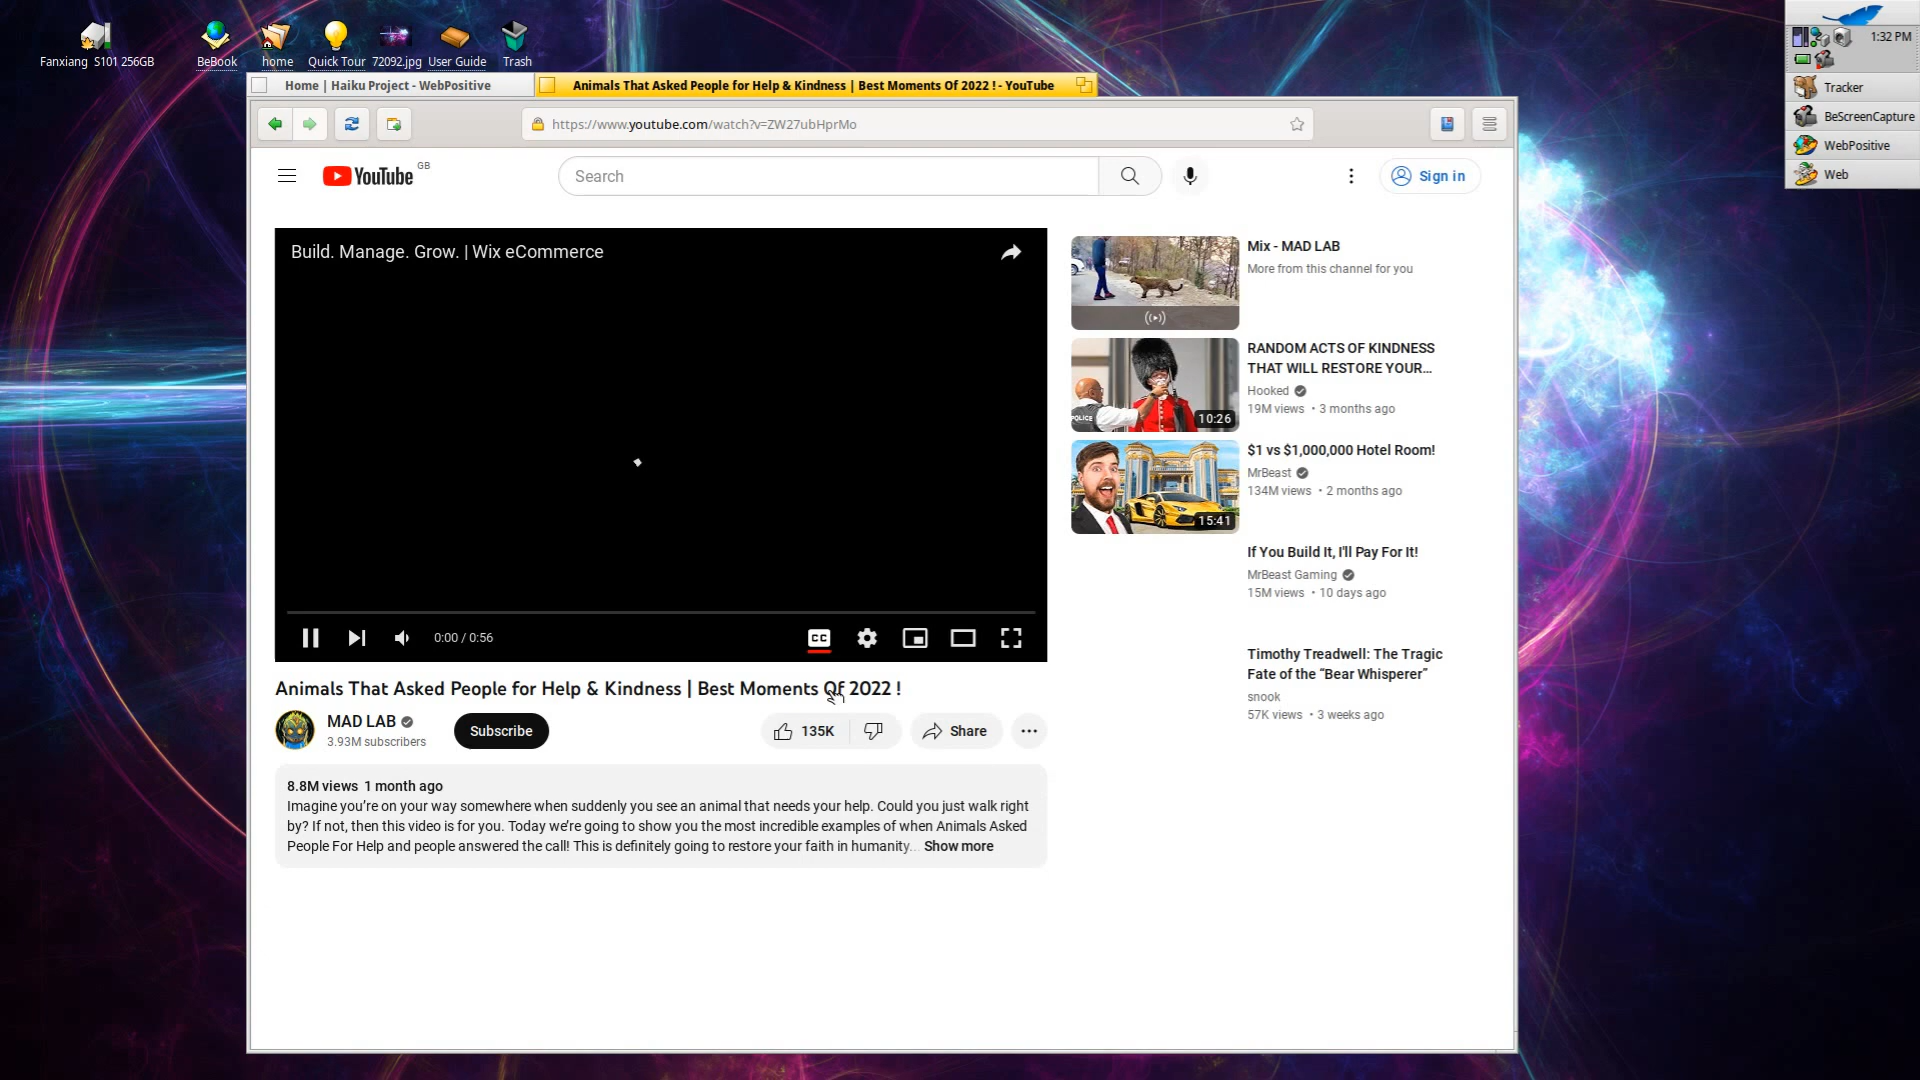 Fanxiang S101 256GB
BeBook
home
Quick Tour
72092.jpg
User Guide
Trash
1:32 PM
Tracker
BeScreenCapture
WebPositive
Web
Home | Haiku Project - WebPositive
Animals That Asked People for Help & Kindness | Best Moments Of 2022 ! - YouTube
https://www.youtube.com/watch?v=ZW27ubHprMo
YouTube GB
Search
Sign in
Build. Manage. Grow. | Wix eCommerce
CC
0:00 / 0:56
Animals That Asked People for Help & Kindness | Best Moments Of 2022 !
MAD LAB
3.93M subscribers
Subscribe
135K
Share
8.8M views 1 month ago
Imagine you’re on your way somewhere when suddenly you see an animal that needs your help. Could you just walk right
by? If not, then this video is for you. Today we’re going to show you the most incredible examples of when Animals Asked
People For Help and people answered the call! This is definitely going to restore your faith in humanity... Show more
Mix - MAD LAB
More from this channel for you
POLICE
10:26
RANDOM ACTS OF KINDNESS
THAT WILL RESTORE YOUR...
Hooked
19M views • 3 months ago
15:41
$1 vs $1,000,000 Hotel Room!
MrBeast
134M views • 2 months ago
If You Build It, I'll Pay For It!
MrBeast Gaming
15M views • 10 days ago
Timothy Treadwell: The Tragic
Fate of the “Bear Whisperer”
snook
57K views • 3 weeks ago